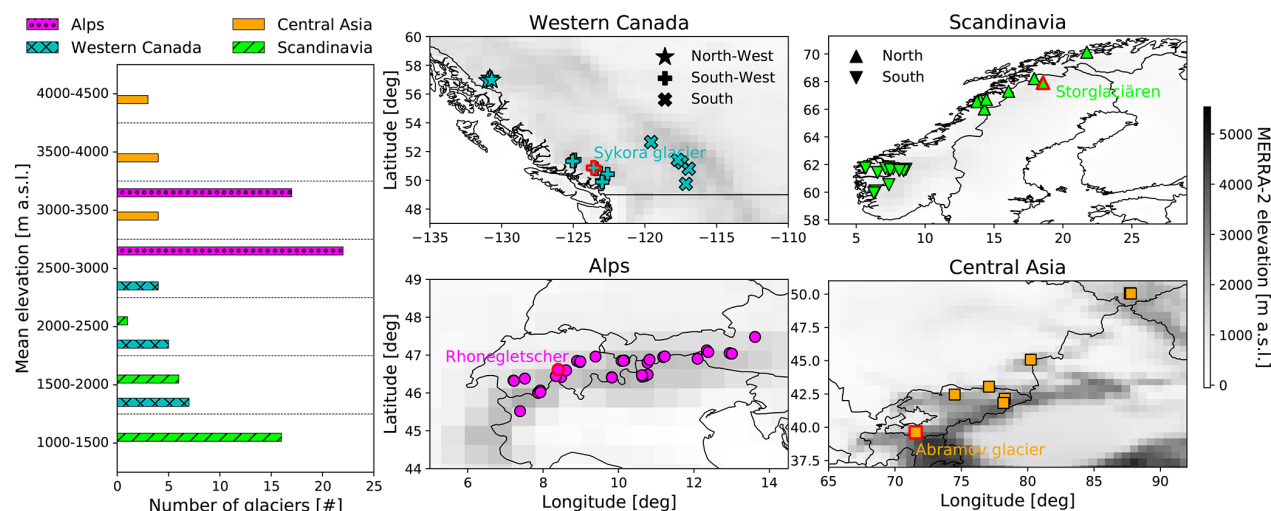 Alps
Western Canada
Central Asia
Scandinavia
Mean elevation [m a.s.l.]
4000-4500
3500-4000
3000-3500
2500-3000
2000-2500
1500-2000
1000-1500
0 5 10 15 20 25
Number of glaciers [#]
Western Canada
Latitude [deg]
60
58
56
54
52
50
48
North-West
South-West
South
Sykora glacier
−135 −130 −125 −120 −115 −110
Scandinavia
70
68
66
64
62
60
58
North
South
Storglaciären
5 10 15 20 25
Alps
Latitude [deg]
49
48
47
46
45
44
Rhonegletscher
6 8 10 12 14
Longitude [deg]
Central Asia
50.0
47.5
45.0
42.5
40.0
37.5
Abramov glacier
65 70 75 80 85 90
Longitude [deg]
5000
4000
3000
2000
1000
0
MERRA-2 elevation [m a.s.l.]